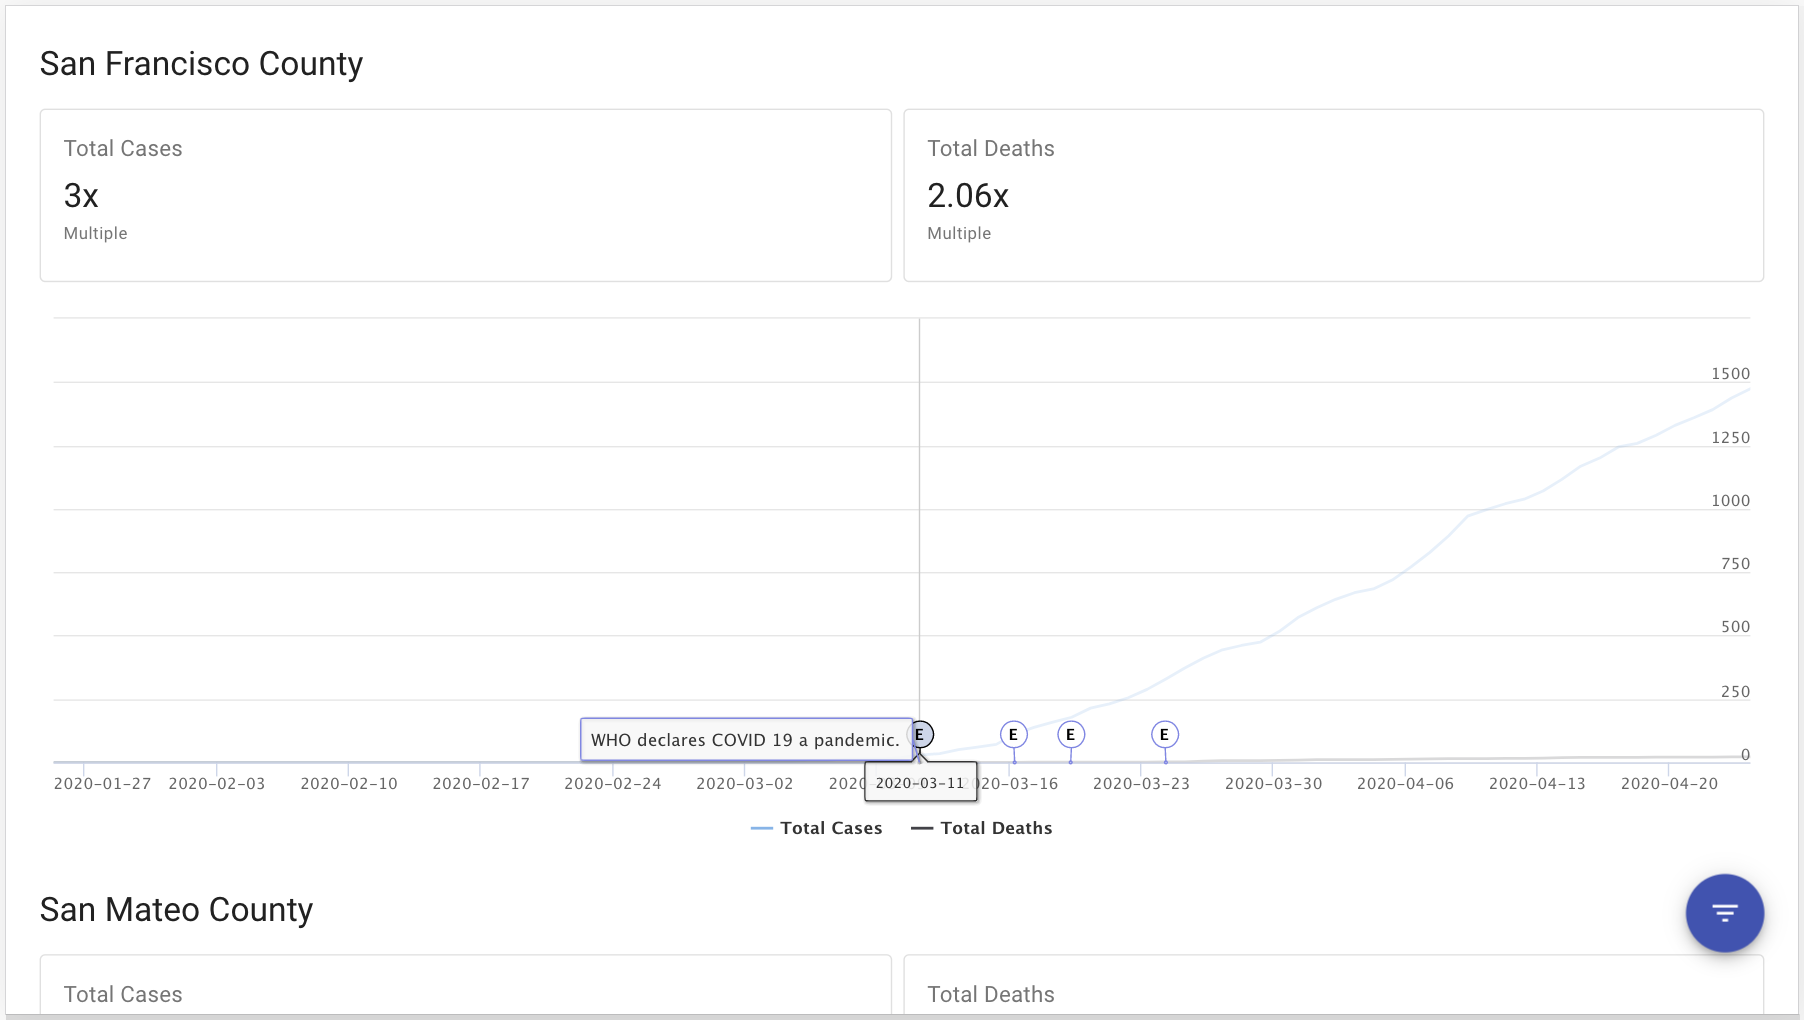 San Francisco County
Total Cases
3x
Multiple
Total Deaths
2.06x
Multiple
1500
1250
1000
750
500
250
0
WHO declares COVID 19 a pandemic.
E
E
E
E
2020-01-27
2020-02-03
2020-02-10
2020-02-17
2020-02-24
2020-03-02
2020-03-11
2020-03-16
2020-03-23
2020-03-30
2020-04-06
2020-04-13
2020-04-20
Total Cases
Total Deaths
San Mateo County
Total Cases
Total Deaths